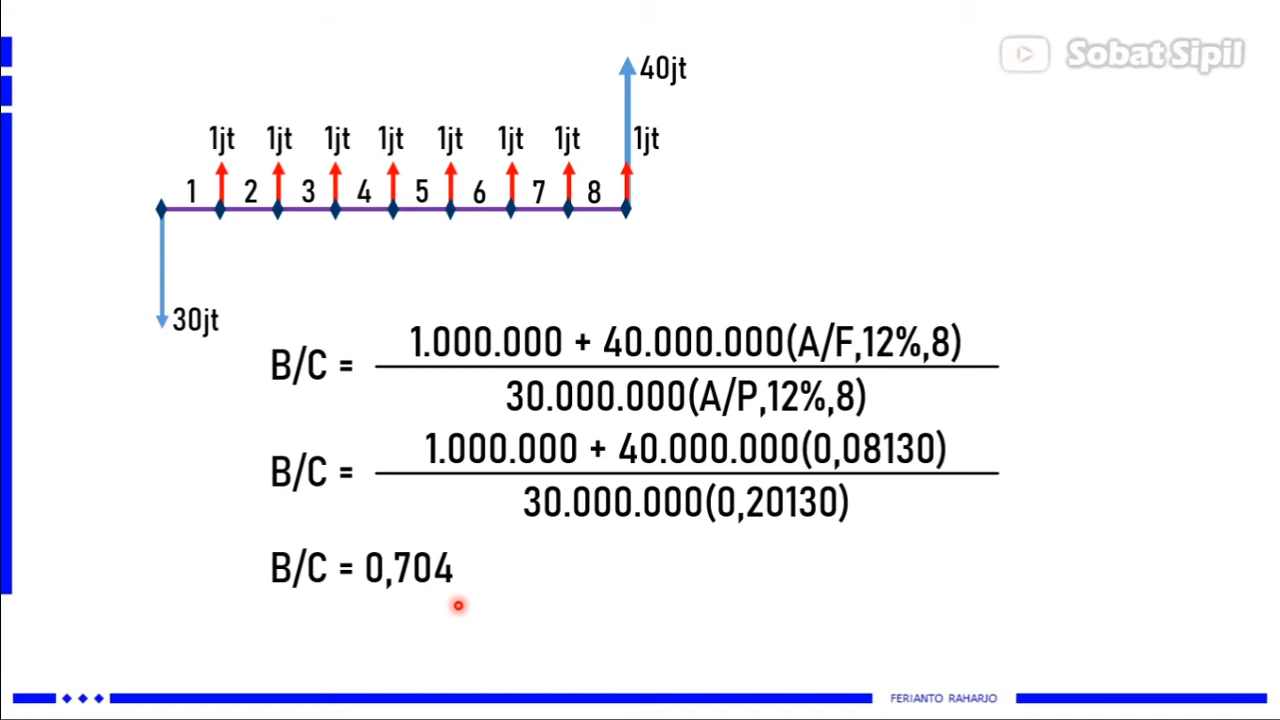 Sobat Sipil
40jt
1jt 1jt 1jt 1jt 1jt 1jt 1jt 1jt
1 2 3 4 5 6 7 8
30jt
B/C = 1.000.000 + 40.000.000(A/F,12%,8)
30.000.000(A/P,12%,8)
B/C = 1.000.000 + 40.000.000(0,08130)
30.000.000(0,20130)
B/C = 0,704
FERIANTO RAHARJO